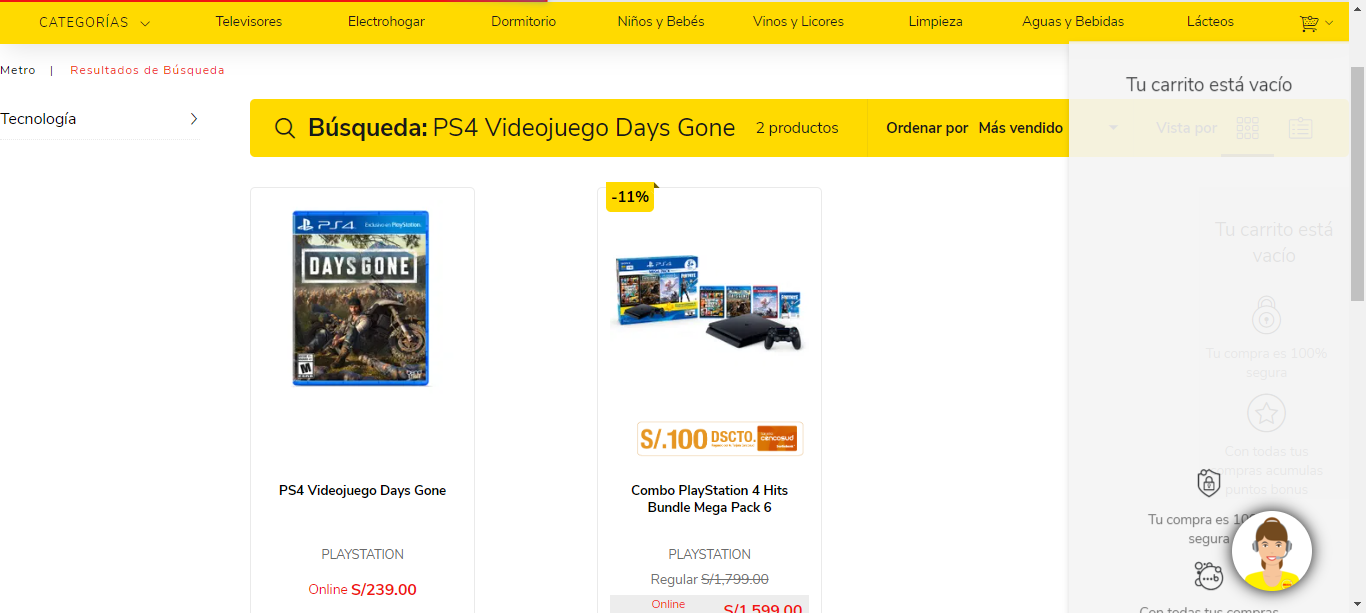 CATEGORÍAS
Televisores
Electrohogar
Dormitorio
Niños y Bebés
Vinos y Licores
Limpieza
Aguas y Bebidas
Lácteos
Metro | Resultados de Búsqueda
Tu carrito está vacío
Tecnología
Búsqueda: PS4 Videojuego Days Gone 2 productos
Ordenar por Más vendido
Vista por
-11%
PS4
DAYS GONE
M
S/.100 DSCTO. cencosud
Tu carrito está
vacío
Tu compra es 100%
segura
Con todas tus
compras acumulas
puntos bonus
PS4 Videojuego Days Gone
Combo PlayStation 4 Hits
Bundle Mega Pack 6
PLAYSTATION
PLAYSTATION
Regular S/1,799.00
Online S/239.00
Online S/1,599.00
Tu compra es 100
segura
Con todas tus compras